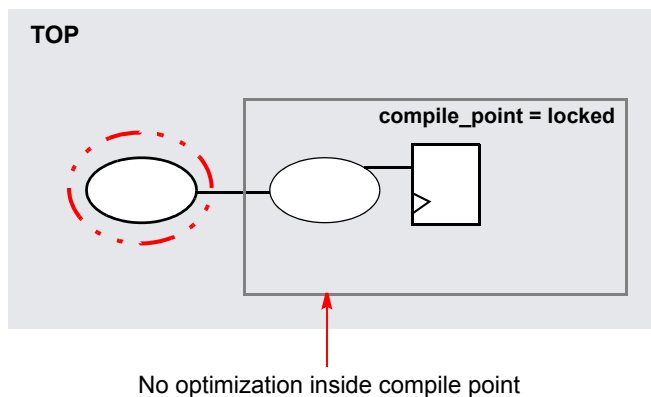 TOP
compile_point = locked
No optimization inside compile point